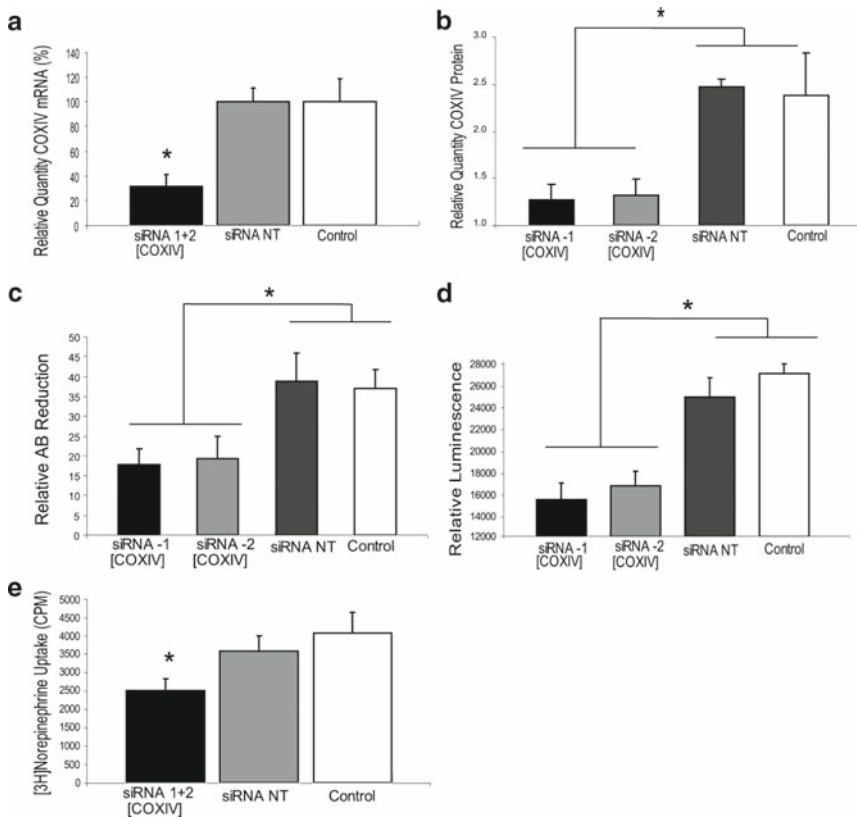 a
Relative Quantity COXIV mRNA (%)
140
120
100
80
60
40
20
0
*
siRNA 1+2
[COXIV]
siRNA NT
Control
b
Relative Quantity COXIV Protein
3.0
2.5
2.0
1.5
1.0
*
siRNA -1
[COXIV]
siRNA -2
[COXIV]
siRNA NT
Control
c
Relative AB Reduction
50
45
40
35
30
25
20
15
10
5
0
*
siRNA -1
[COXIV]
siRNA -2
[COXIV]
siRNA NT
Control
d
Relative Luminescence
28000
26000
24000
22000
20000
18000
16000
14000
12000
*
siRNA -1
[COXIV]
siRNA -2
[COXIV]
siRNA NT
Control
e
[3H]Norepinephrine Uptake (CPM)
5000
4500
4000
3500
3000
2500
2000
1500
1000
500
0
*
siRNA 1+2
[COXIV]
siRNA NT
Control